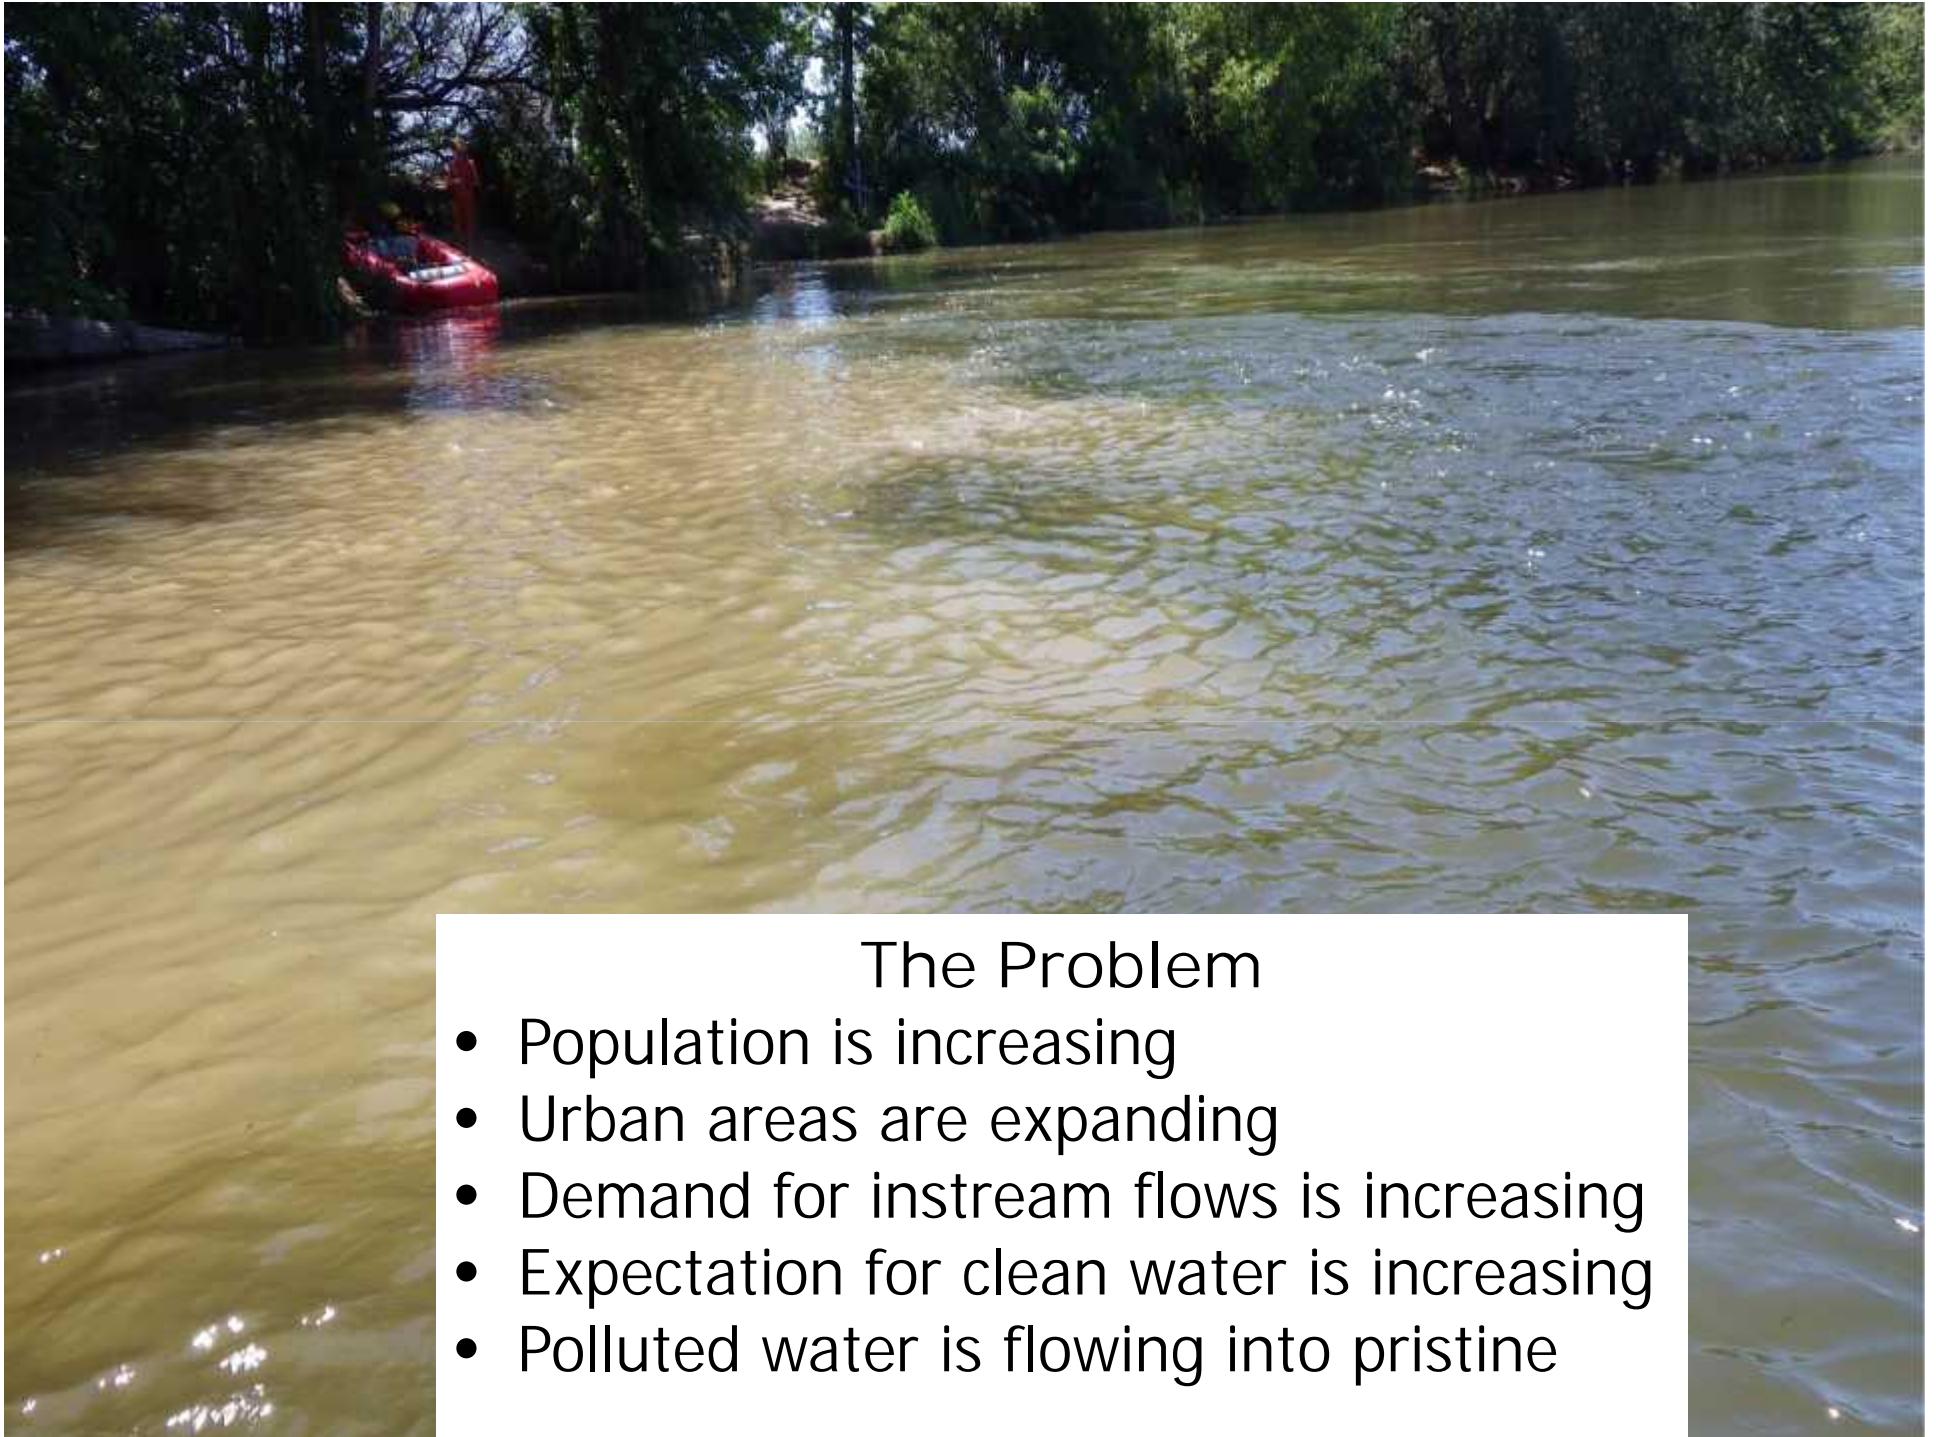 The Problem
• Population is increasing
• Urban areas are expanding
• Demand for instream flows is increasing
• Expectation for clean water is increasing
• Polluted water is flowing into pristine